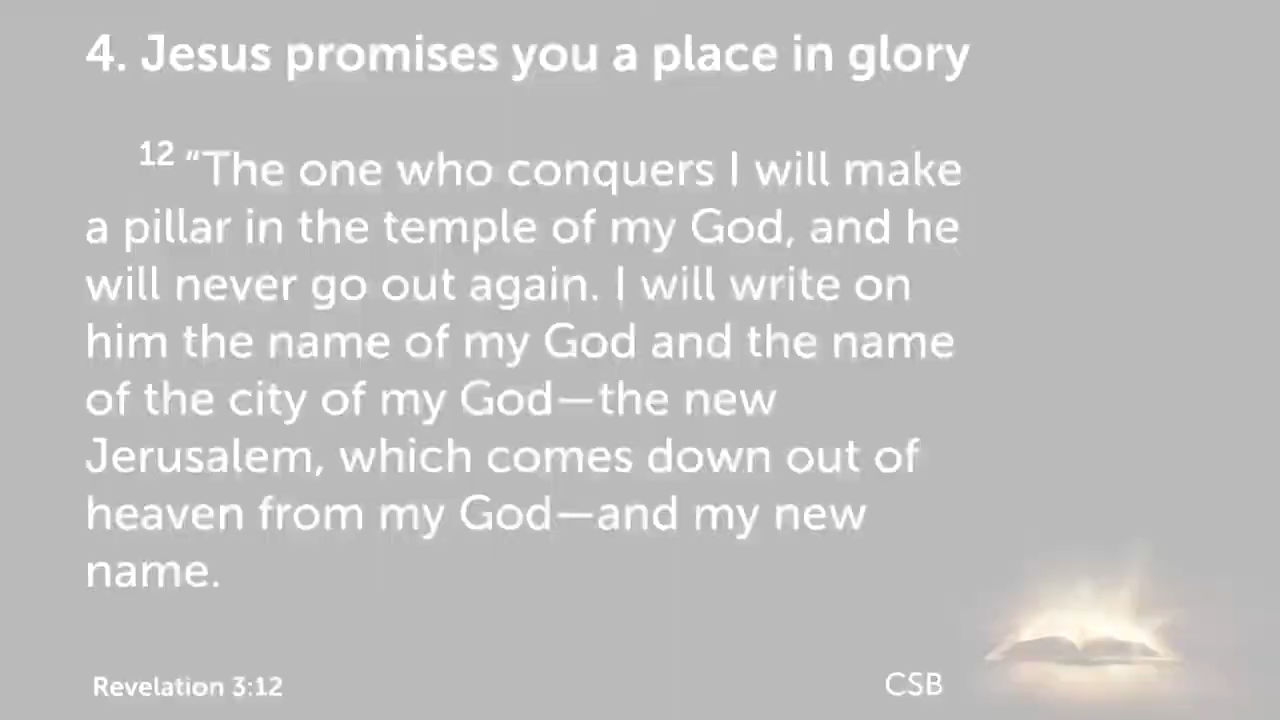 4. Jesus promises you a place in glory
12 “The one who conquers I will make
a pillar in the temple of my God, and he
will never go out again. I will write on
him the name of my God and the name
of the city of my God—the new
Jerusalem, which comes down out of
heaven from my God—and my new
name.
Revelation 3:12
CSB